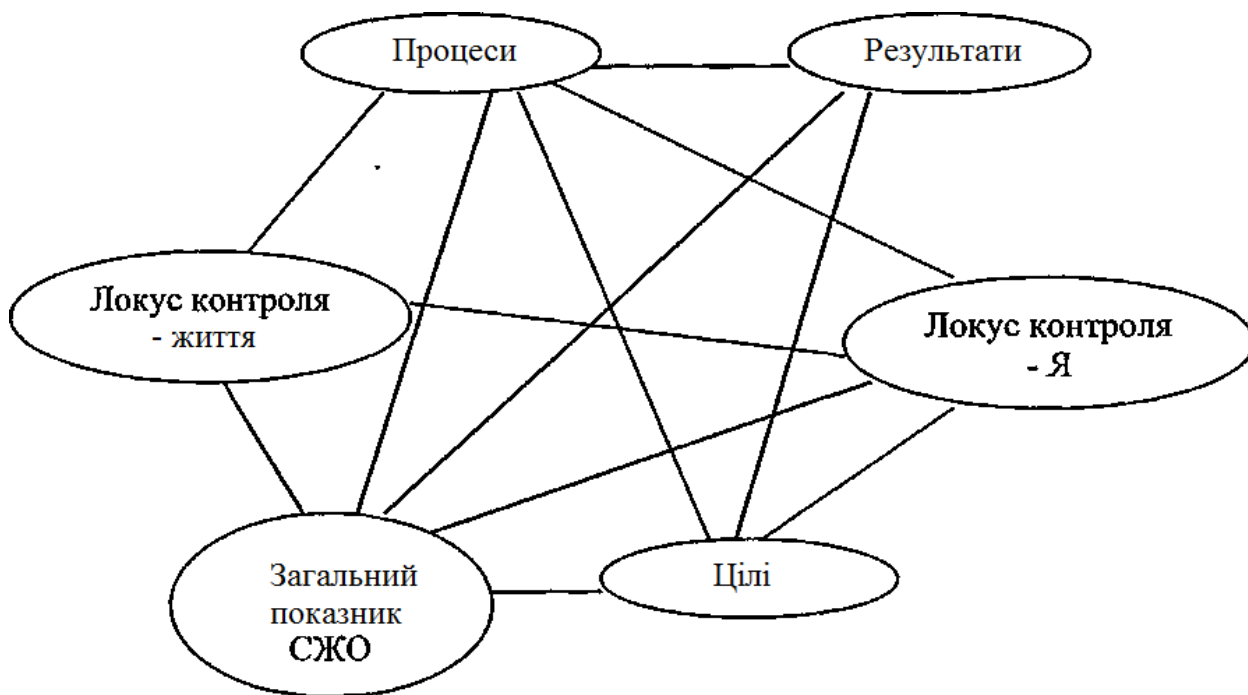 Процеси
Результати
Локус контроля
- життя
Локус контроля
- Я
Загальний
показник
СЖО
Цілі